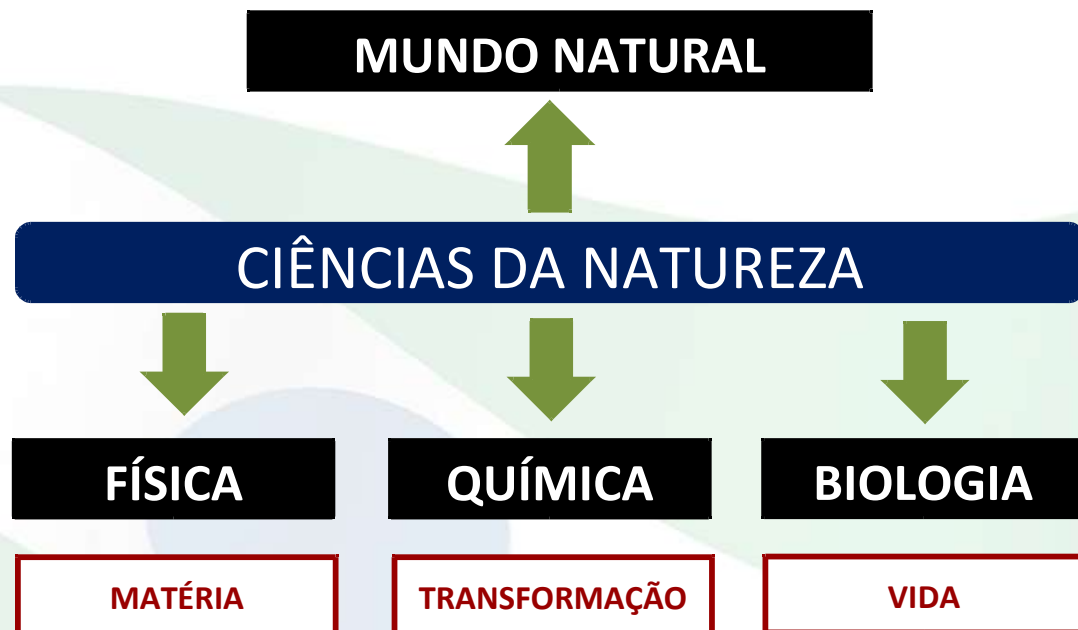 MUNDO NATURAL
CIÊNCIAS DA NATUREZA
FÍSICA
QUÍMICA
BIOLOGIA
MATÉRIA
TRANSFORMAÇÃO
VIDA